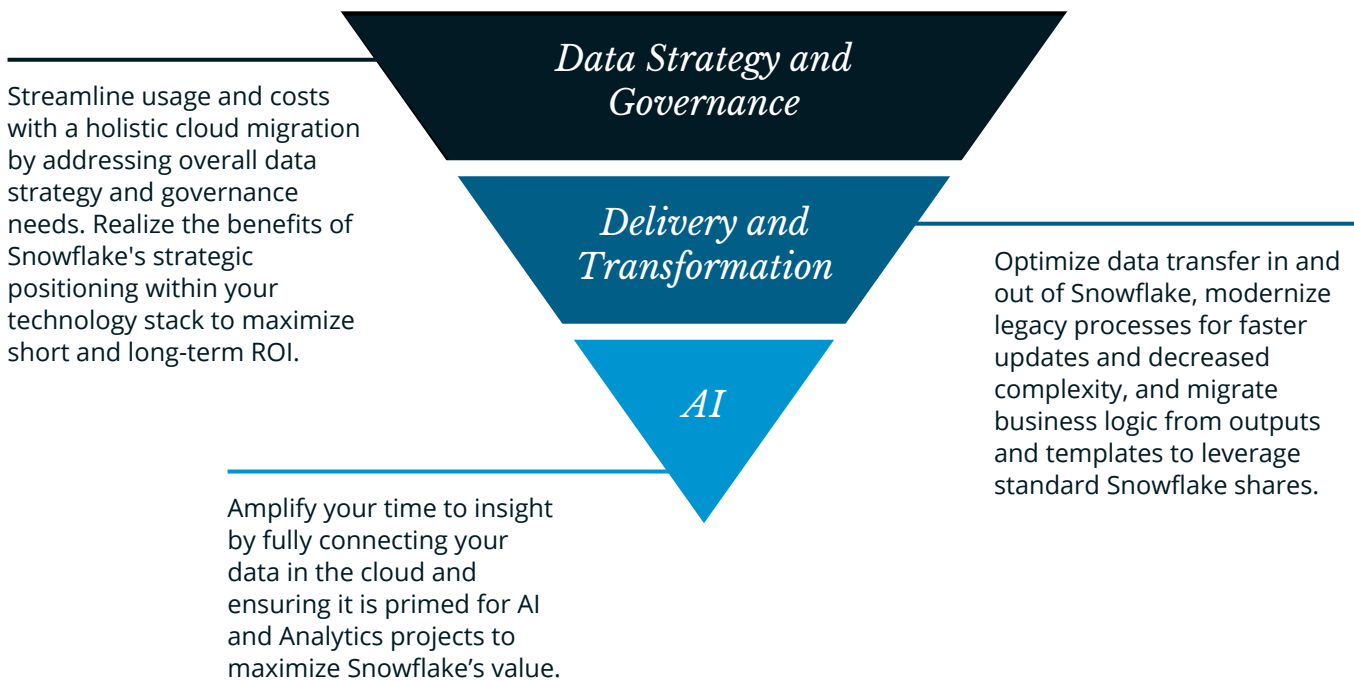 Data Strategy and
Governance
Streamline usage and costs
with a holistic cloud migration
by addressing overall data
strategy and governance
needs. Realize the benefits of
Snowflake's strategic
positioning within your
technology stack to maximize
short and long-term ROI.
Delivery and
Transformation
Optimize data transfer in and
out of Snowflake, modernize
legacy processes for faster
updates and decreased
complexity, and migrate
business logic from outputs
and templates to leverage
standard Snowflake shares.
AI
Amplify your time to insight
by fully connecting your
data in the cloud and
ensuring it is primed for AI
and Analytics projects to
maximize Snowflake’s value.